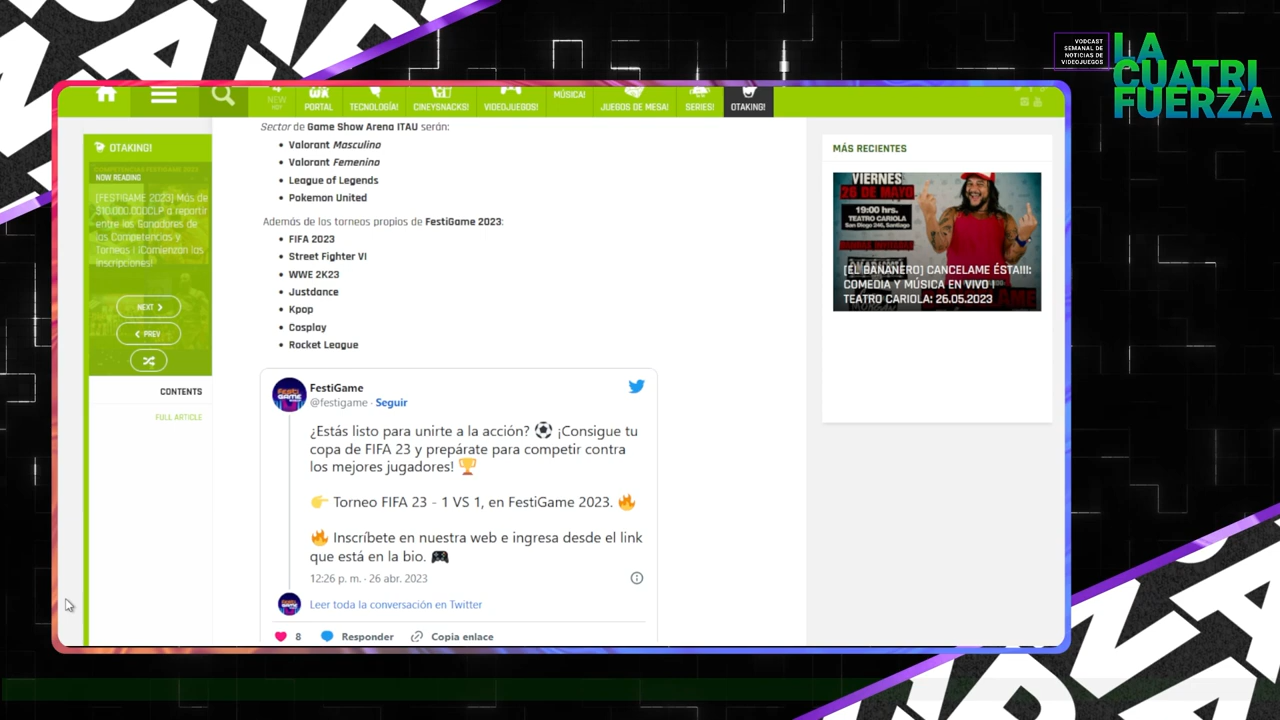 VODCAST
SEMANAL DE
NOTICIAS DE
VIDEOJUEGOS
LA
CUATRI
FUERZA
NEW
PORTAL
TECNOLOGÍA!
CINEYSNACKS!
VIDEOJUEGOS!
MÚSICA!
JUEGOS DE MESA!
SERIES!
OTAKING!
OTAKING!
NOW READING
[FESTIGAME 2023] Más de
$10.000.000CLP a repartir
entre los Ganadores de
las Competencias y
Torneos | ¡Comienzan las
Inscripciones!
NEXT
PREV
CONTENTS
FULL ARTICLE
Sector de Game Show Arena ITAU serán:
• Valorant Masculino
• Valorant Femenino
• League of Legends
• Pokemon United
Además de los torneos propios de FestiGame 2023:
• FIFA 2023
• Street Fighter VI
• WWE 2K23
• Justdance
• Kpop
• Cosplay
• Rocket League
FestiGame
@festigame · Seguir
¿Estás listo para unirte a la acción? ⚽ ¡Consigue tu
copa de FIFA 23 y prepárate para competir contra
los mejores jugadores! 🏆
👉 Torneo FIFA 23 - 1 VS 1, en FestiGame 2023. 🔥
🔥 Inscríbete en nuestra web e ingresa desde el link
que está en la bio. 🎮
12:26 p. m. · 26 abr. 2023
Leer toda la conversación en Twitter
8 Responder Copia enlace
MÁS RECIENTES
VIERNES
26 DE MAYO
19:00 hrs.
TEATRO CARIOLA
San Diego 246, Santiago
[EL BANANERO] CANCELAME ÉSTA!!!:
COMEDIA Y MÚSICA EN VIVO |
TEATRO CARIOLA: 26.05.2023